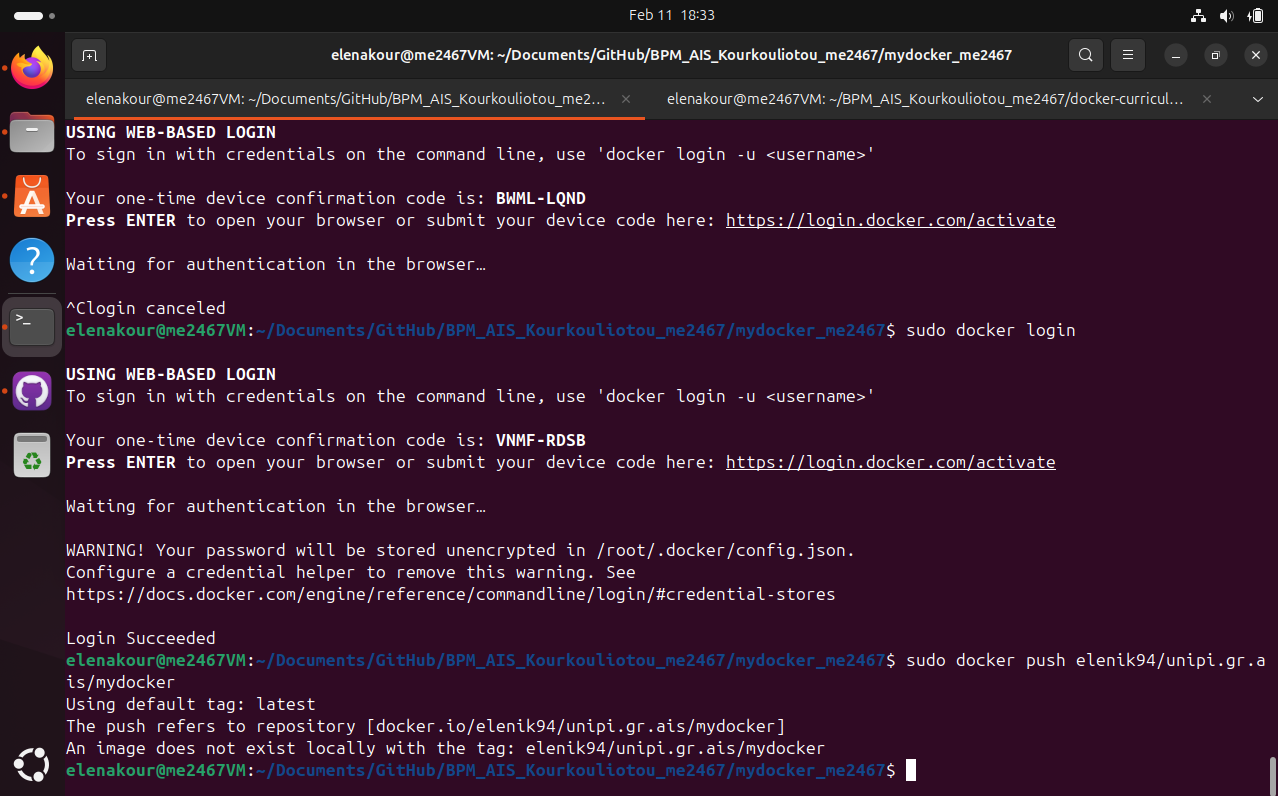 Feb 11 18:33
elenakour@me2467VM: ~/Documents/GitHub/BPM_AIS_Kourkouliotou_me2467/mydocker_me2467
elenakour@me2467VM: ~/Documents/GitHub/BPM_AIS_Kourkouliotou_me2...
elenakour@me2467VM: ~/BPM_AIS_Kourkouliotou_me2467/docker-curricul...
USING WEB-BASED LOGIN
To sign in with credentials on the command line, use 'docker login -u <username>'
Your one-time device confirmation code is: BWML-LQND
Press ENTER to open your browser or submit your device code here: https://login.docker.com/activate
Waiting for authentication in the browser…
^Clogin canceled
elenakour@me2467VM:~/Documents/GitHub/BPM_AIS_Kourkouliotou_me2467/mydocker_me2467$ sudo docker login
USING WEB-BASED LOGIN
To sign in with credentials on the command line, use 'docker login -u <username>'
Your one-time device confirmation code is: VNMF-RDSB
Press ENTER to open your browser or submit your device code here: https://login.docker.com/activate
Waiting for authentication in the browser…
WARNING! Your password will be stored unencrypted in /root/.docker/config.json.
Configure a credential helper to remove this warning. See
https://docs.docker.com/engine/reference/commandline/login/#credential-stores
Login Succeeded
elenakour@me2467VM:~/Documents/GitHub/BPM_AIS_Kourkouliotou_me2467/mydocker_me2467$ sudo docker push elenik94/unipi.gr.a
is/mydocker
Using default tag: latest
The push refers to repository [docker.io/elenik94/unipi.gr.ais/mydocker]
An image does not exist locally with the tag: elenik94/unipi.gr.ais/mydocker
elenakour@me2467VM:~/Documents/GitHub/BPM_AIS_Kourkouliotou_me2467/mydocker_me2467$